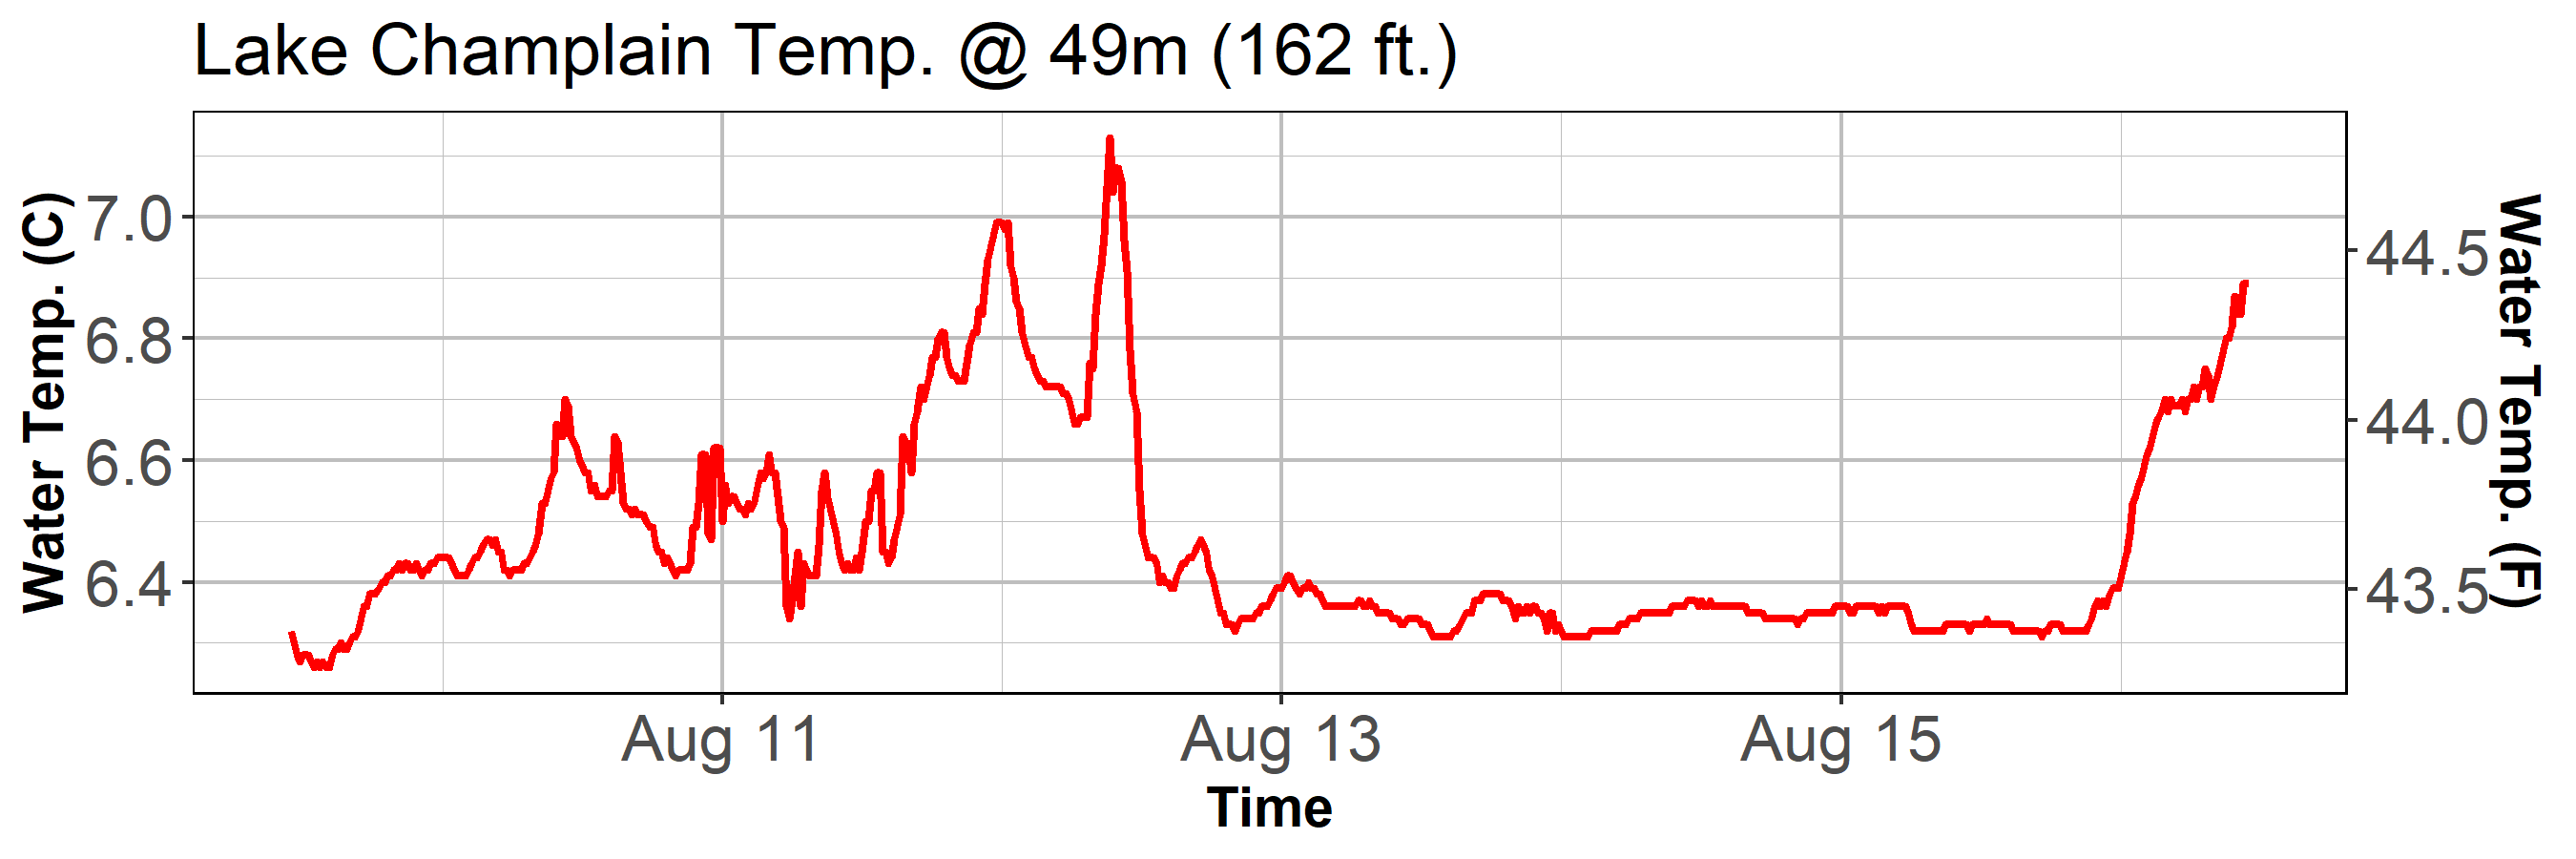 Lake Champlain Temp. @ 49m (162 ft.)
Water Temp. (C)
7.0
6.8
6.6
6.4
44.5
44.0
43.5
Water Temp. (F)
Aug 11
Aug 13
Aug 15
Time